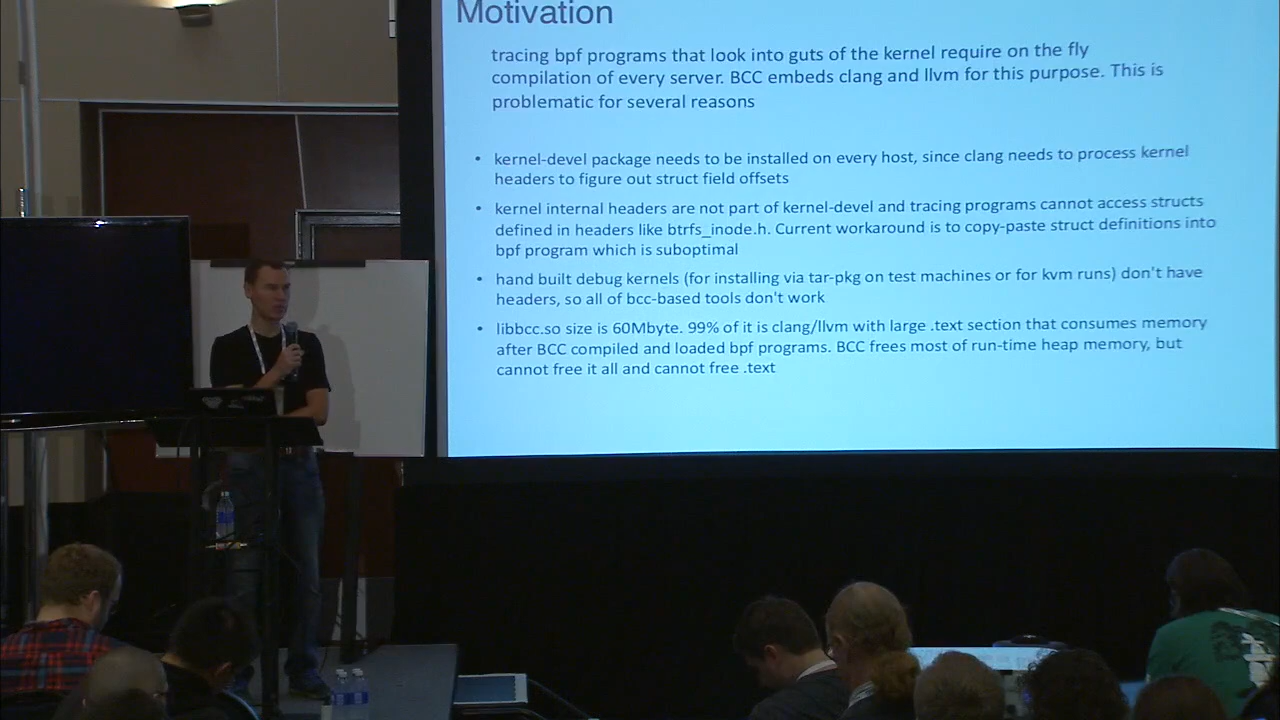 Motivation
tracing bpf programs that look into guts of the kernel require on the fly
compilation of every server. BCC embeds clang and llvm for this purpose. This is
problematic for several reasons
• kernel-devel package needs to be installed on every host, since clang needs to process kernel
headers to figure out struct field offsets
• kernel internal headers are not part of kernel-devel and tracing programs cannot access structs
defined in headers like btrfs_inode.h. Current workaround is to copy-paste struct definitions into
bpf program which is suboptimal
• hand built debug kernels (for installing via tar-pkg on test machines or for kvm runs) don't have
headers, so all of bcc-based tools don't work
• libbcc.so size is 60Mbyte. 99% of it is clang/llvm with large .text section that consumes memory
after BCC compiled and loaded bpf programs. BCC frees most of run-time heap memory, but
cannot free it all and cannot free .text